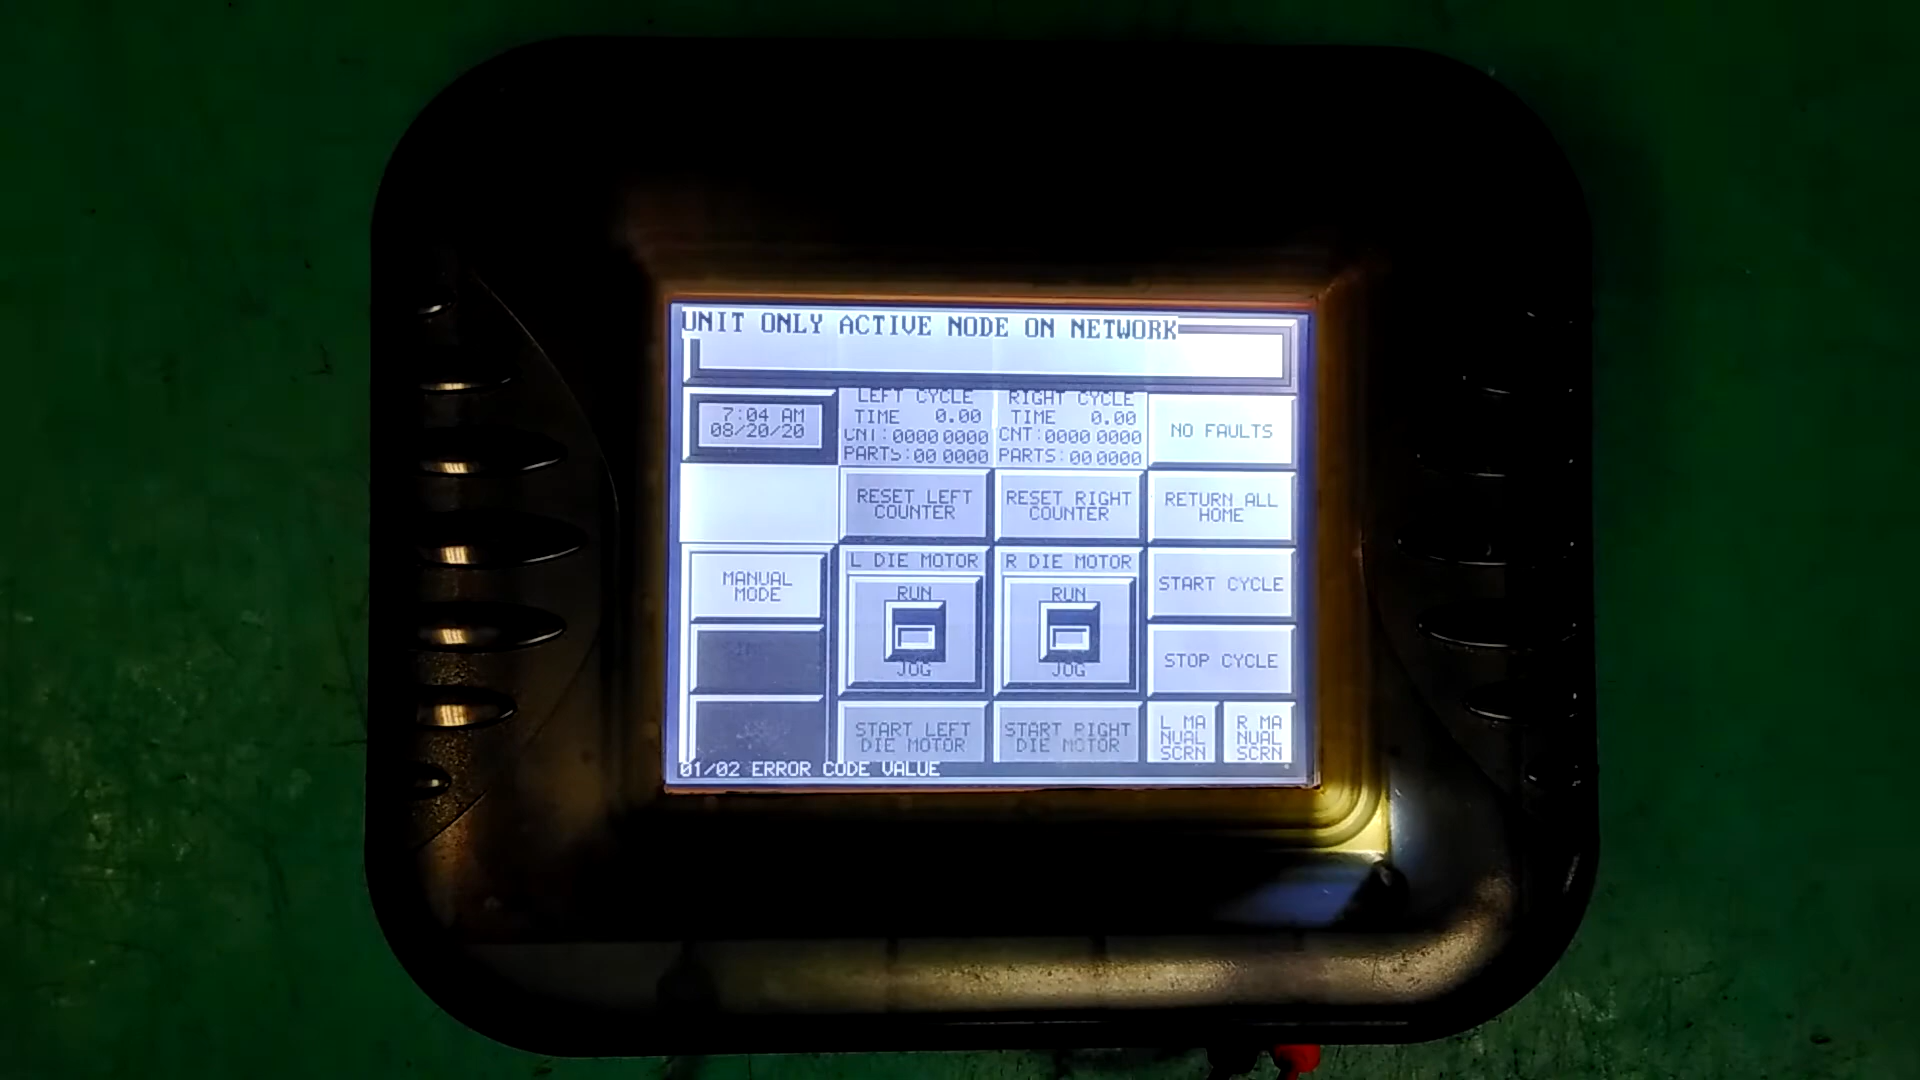 UNIT ONLY ACTIVE NODE ON NETWORK
7:04 AM
08/20/20
LEFT CYCLE
TIME 0.00
CNT:0000 0000
PARTS:00 0000
RIGHT CYCLE
TIME 0.00
CNT:0000 0000
PARTS:00 0000
NO FAULTS
RESET LEFT
COUNTER
RESET RIGHT
COUNTER
RETURN ALL
HOME
MANUAL
MODE
L DIE MOTOR
RUN
JOG
R DIE MOTOR
RUN
JOG
START CYCLE
STOP CYCLE
START LEFT
DIE MOTOR
START RIGHT
DIE MOTOR
L MA
NUAL
SCRN
R MA
NUAL
SCRN
01/02 ERROR CODE VALUE